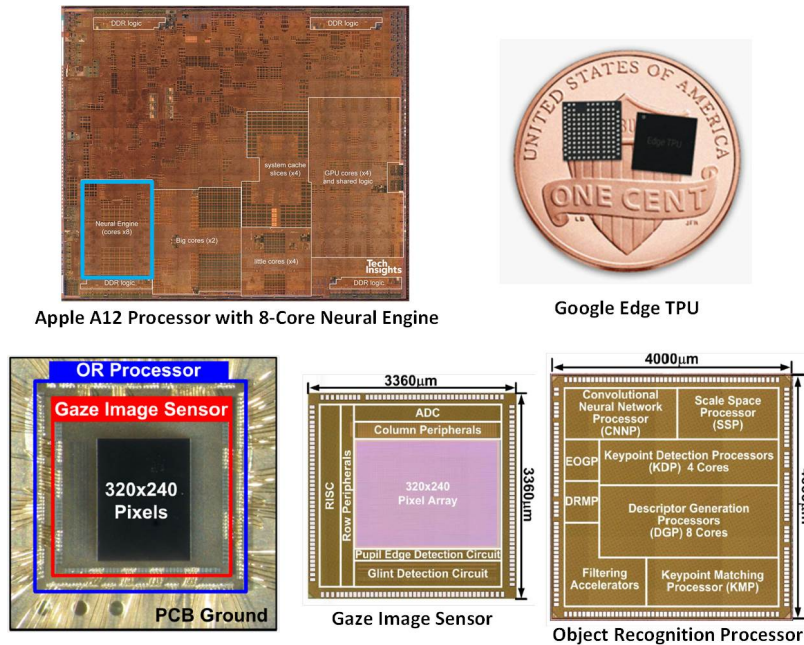 DDR logic
DDR logic
system cache
slices (x4)
GPU cores (x4)
and shared logic
Neural Engine
(cores x8)
Big cores (x2)
little cores (x4)
Tech
Insights
DDR logic
DDR logic
Apple A12 Processor with 8-Core Neural Engine
UNITED STATES OF AMERICA
Edge TPU
ONE CENT
Google Edge TPU
OR Processor
Gaze Image Sensor
320x240
Pixels
PCB Ground
3360μm
ADC
Column Peripherals
RISC
Row Peripherals
320x240
Pixel Array
3360μm
Pupil Edge Detection Circuit
Glint Detection Circuit
Gaze Image Sensor
4000μm
Convolutional
Neural Network
Processor
(CNNP)
Scale Space
Processor
(SSP)
EOGP
Keypoint Detection Processors
(KDP) 4 Cores
DRMP
Descriptor Generation
Processors
(DGP) 8 Cores
Filtering
Accelerators
Keypoint Matching
Processor (KMP)
Object Recognition Processor